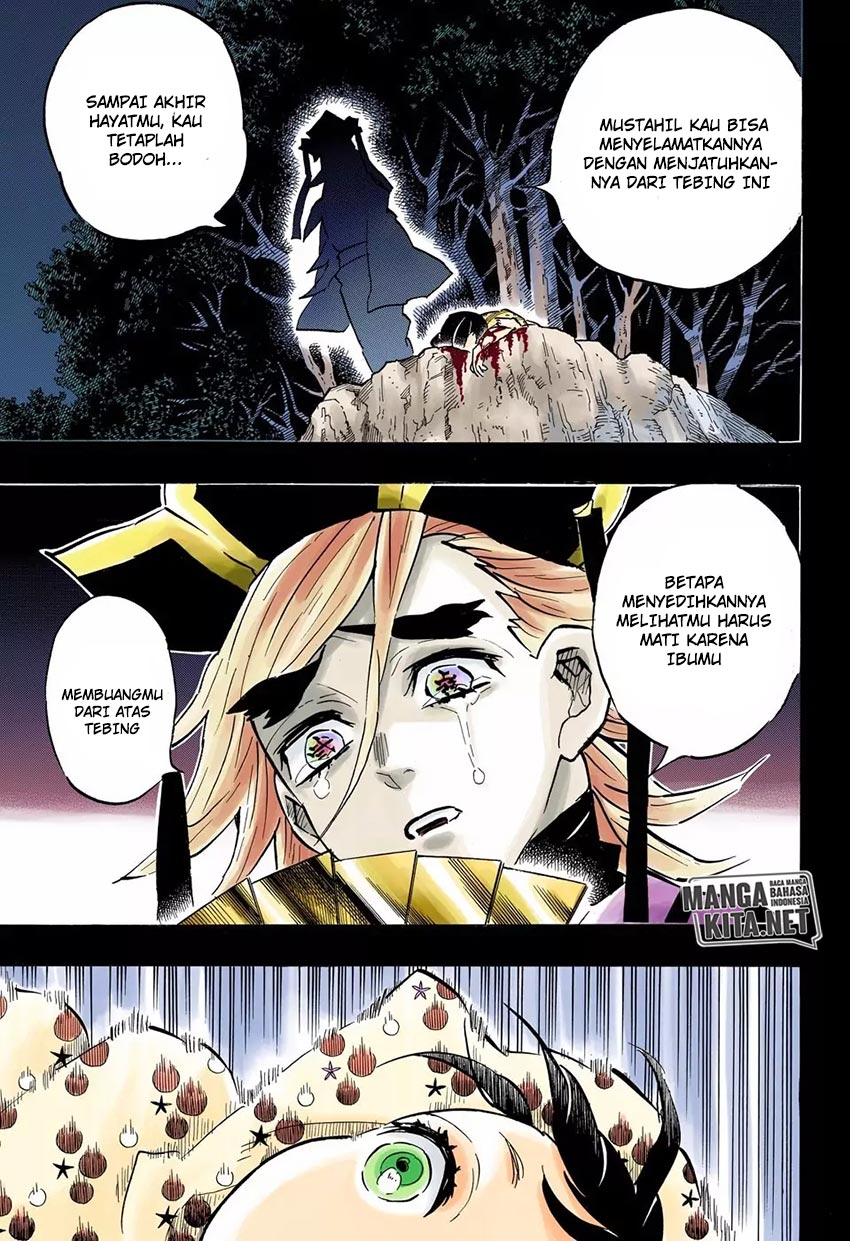 MUSTAHIL KAU BISA
MENYELAMATKANNYA
DENGAN MENJATUHKAN-
NYA DARI TEBING INI
SAMPAI AKHIR
HAYATMU, KAU
TETAPLAH
BODOH...
BETAPA
MENYEDIHKANNYA
MELIHATMU HARUS
MATI KARENA
IBUMU
MEMBUANGMU
DARI ATAS
TEBING
MANGA
KITA.NET
BACA MANGA
BAHASA
INDONESIA